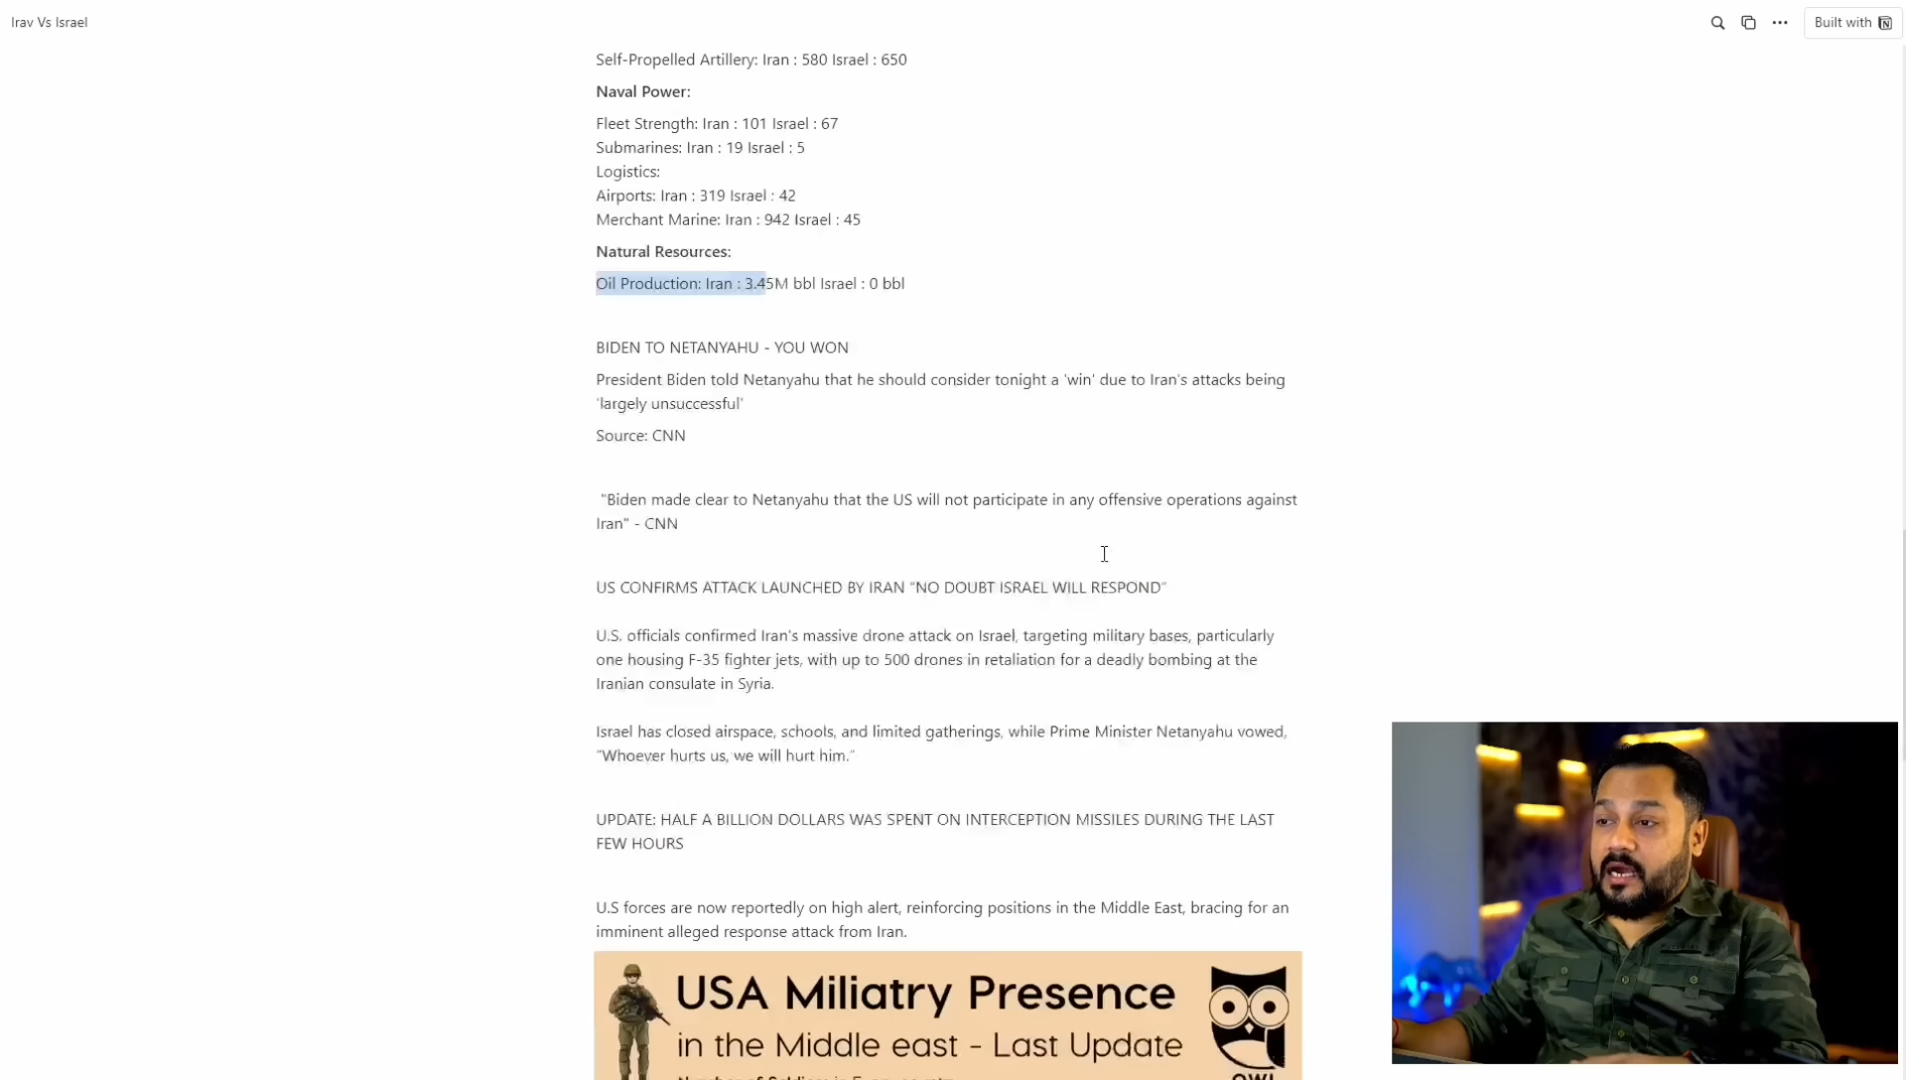 Irav Vs Israel
Built with
Self-Propelled Artillery: Iran : 580 Israel : 650
Naval Power:
Fleet Strength: Iran : 101 Israel : 67
Submarines: Iran : 19 Israel : 5
Logistics:
Airports: Iran : 319 Israel : 42
Merchant Marine: Iran : 942 Israel : 45
Natural Resources:
Oil Production: Iran : 3.45M bbl Israel : 0 bbl
BIDEN TO NETANYAHU - YOU WON
President Biden told Netanyahu that he should consider tonight a 'win' due to Iran's attacks being
'largely unsuccessful'
Source: CNN
"Biden made clear to Netanyahu that the US will not participate in any offensive operations against
Iran" - CNN
US CONFIRMS ATTACK LAUNCHED BY IRAN "NO DOUBT ISRAEL WILL RESPOND"
U.S. officials confirmed Iran's massive drone attack on Israel, targeting military bases, particularly
one housing F-35 fighter jets, with up to 500 drones in retaliation for a deadly bombing at the
Iranian consulate in Syria.
Israel has closed airspace, schools, and limited gatherings, while Prime Minister Netanyahu vowed,
"Whoever hurts us, we will hurt him."
UPDATE: HALF A BILLION DOLLARS WAS SPENT ON INTERCEPTION MISSILES DURING THE LAST
FEW HOURS
U.S forces are now reportedly on high alert, reinforcing positions in the Middle East, bracing for an
imminent alleged response attack from Iran.
USA Miliatry Presence
in the Middle east - Last Update